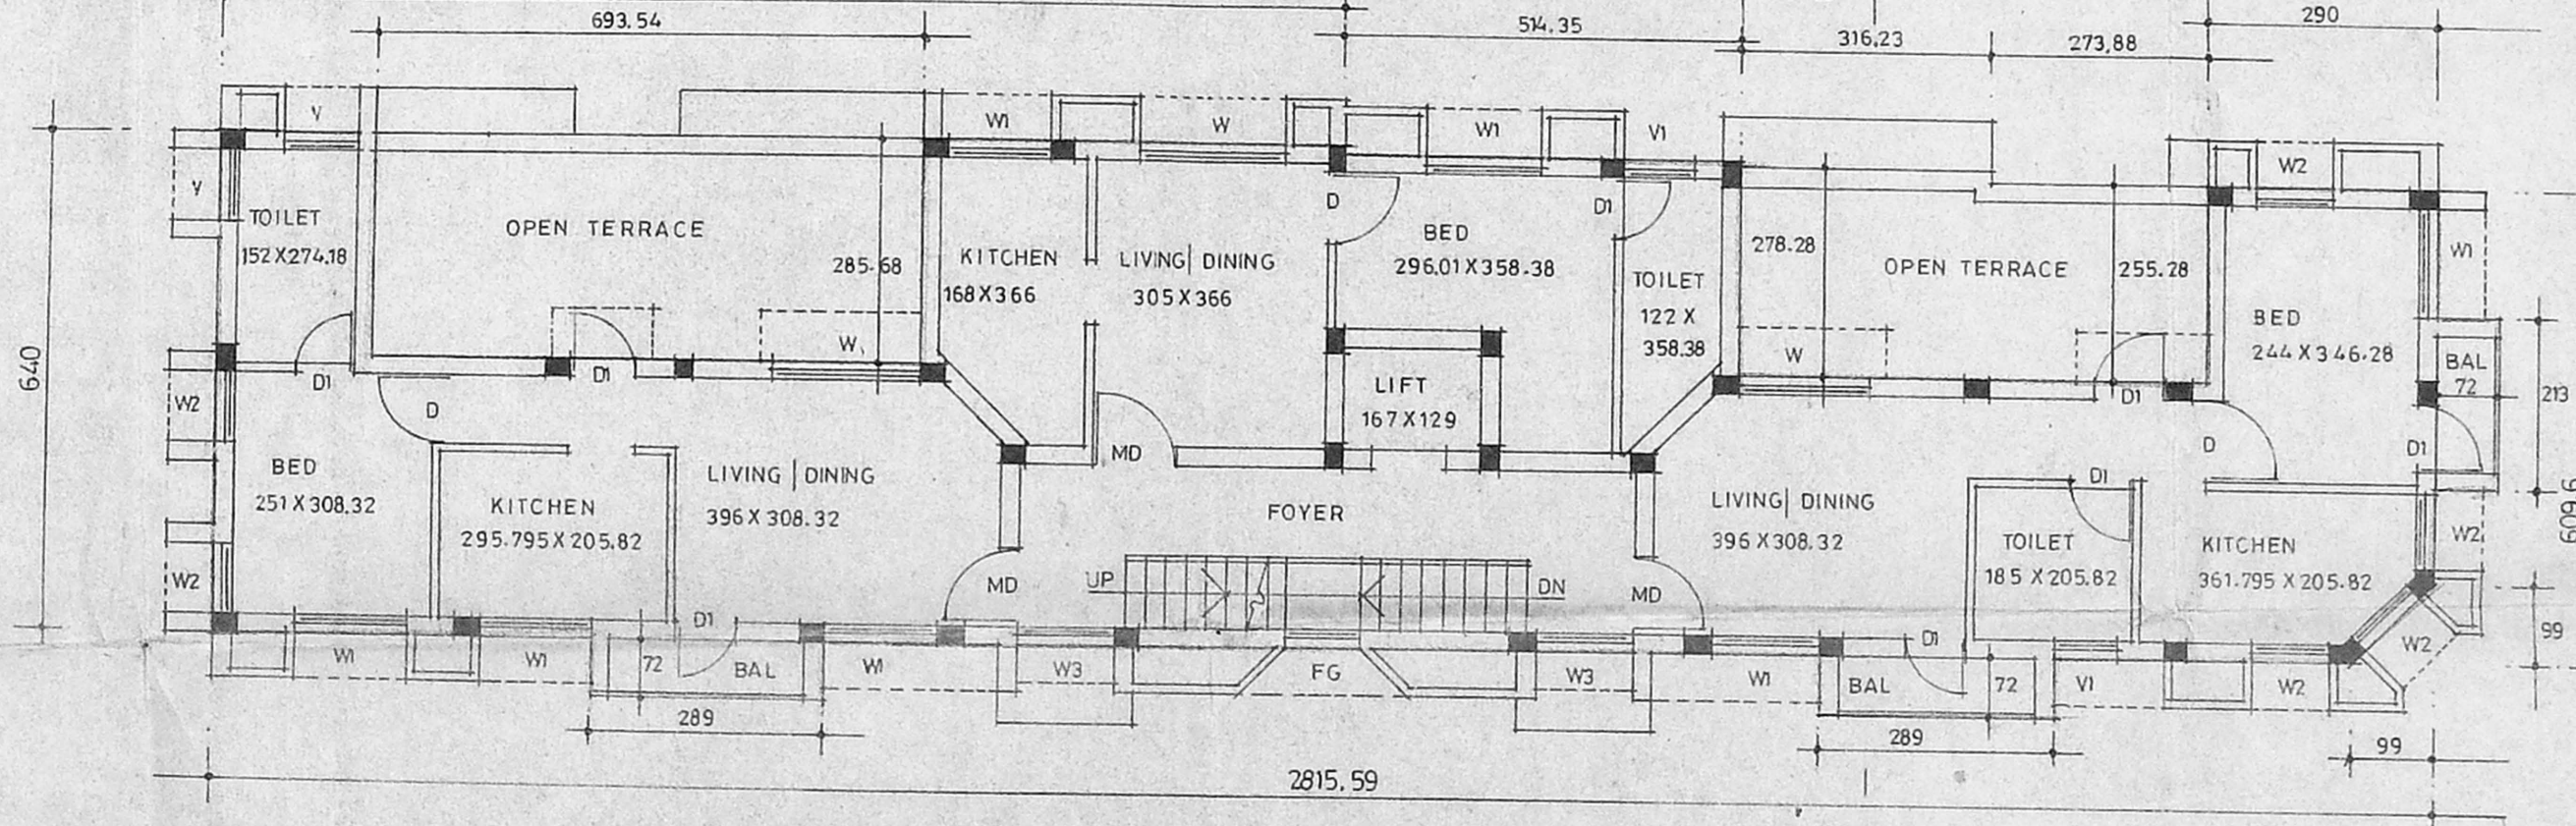 693.54
514.35
316.23
273.88
290
V
W1
W
W1
V1
W2
V
TOILET
152X274.18
OPEN TERRACE
285.68
KITCHEN
168X366
LIVING| DINING
305X366
D
BED
296.01X358.38
D1
TOILET
122 X
358.38
278.28
OPEN TERRACE
255.28
BED
244X346.28
W1
BAL
72
213
640
W2
D1
D
D1
W
LIFT
167X129
W
D1
D
D1
MD
BED
251X308.32
KITCHEN
295.795X205.82
LIVING | DINING
396X308.32
FOYER
LIVING| DINING
396X308.32
D1
TOILET
185X205.82
KITCHEN
361.795X205.82
W2
609.6
W2
MD
UP
DN
MD
D1
D1
99
W1
W1
72
BAL
W1
W3
FG
W3
W1
BAL
72
V1
W2
W2
289
289
99
2815.59